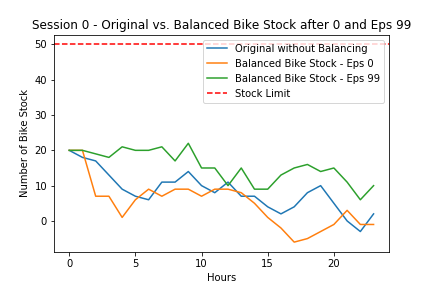 Session 0 - Original vs. Balanced Bike Stock after 0 and Eps 99
Original without Balancing
Balanced Bike Stock - Eps 0
Balanced Bike Stock - Eps 99
Stock Limit
Number of Bike Stock
50
40
30
20
10
0
0
5
10
15
20
Hours